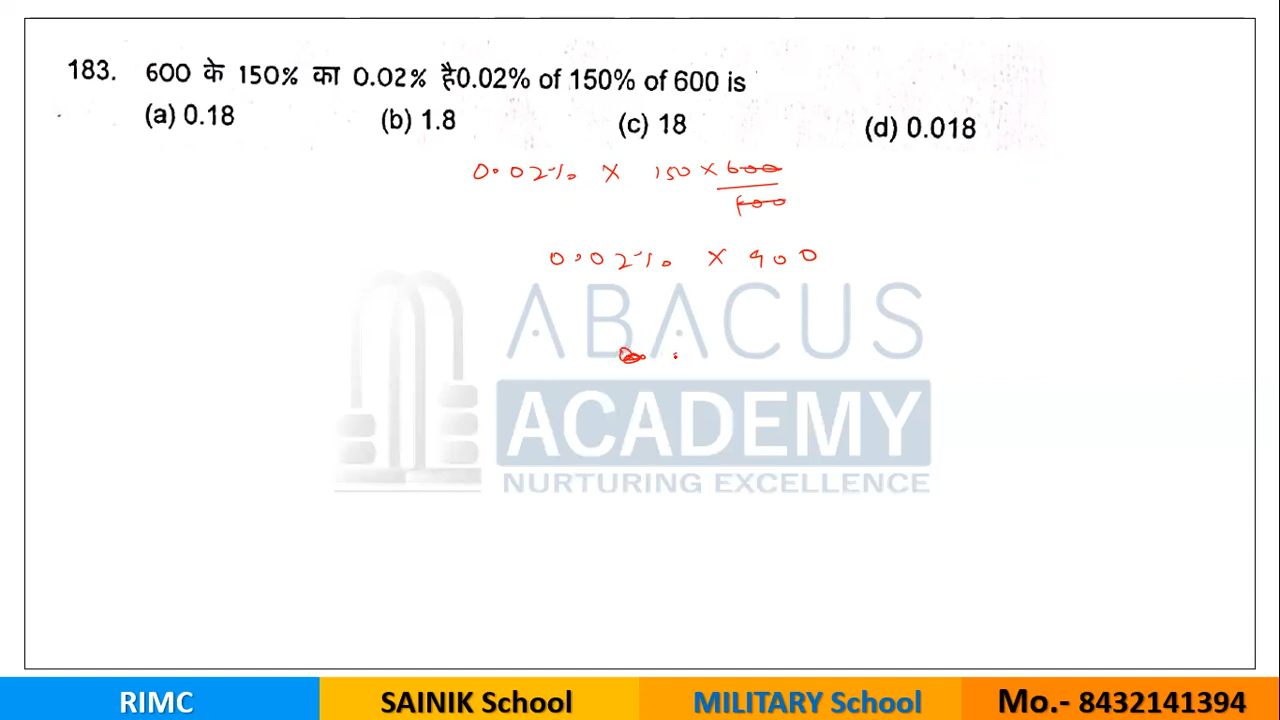 183. 600 के 150% का 0.02% है0.02% of 150% of 600 is
(a) 0.18 (b) 1.8 (c) 18 (d) 0.018
0.02% × 150 × 600
100
0.02% × 900
ABACUS
ACADEMY
NURTURING EXCELLENCE
RIMC SAINIK School MILITARY School Mo.- 8432141394